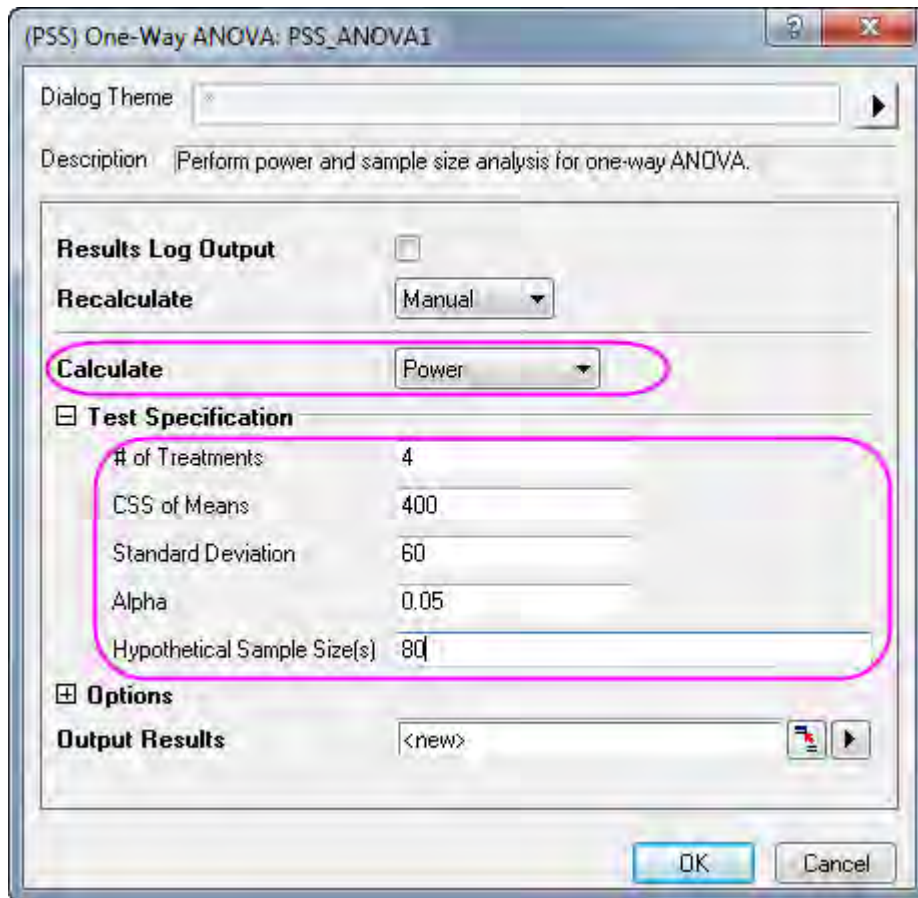 (PSS) One-Way ANOVA: PSS_ANOVA1
Dialog Theme *
Description Perform power and sample size analysis for one-way ANOVA.
Results Log Output
Recalculate Manual
Calculate Power
Test Specification
# of Treatments 4
CSS of Means 400
Standard Deviation 60
Alpha 0.05
Hypothetical Sample Size(s) 80
Options
Output Results <new>
OK Cancel